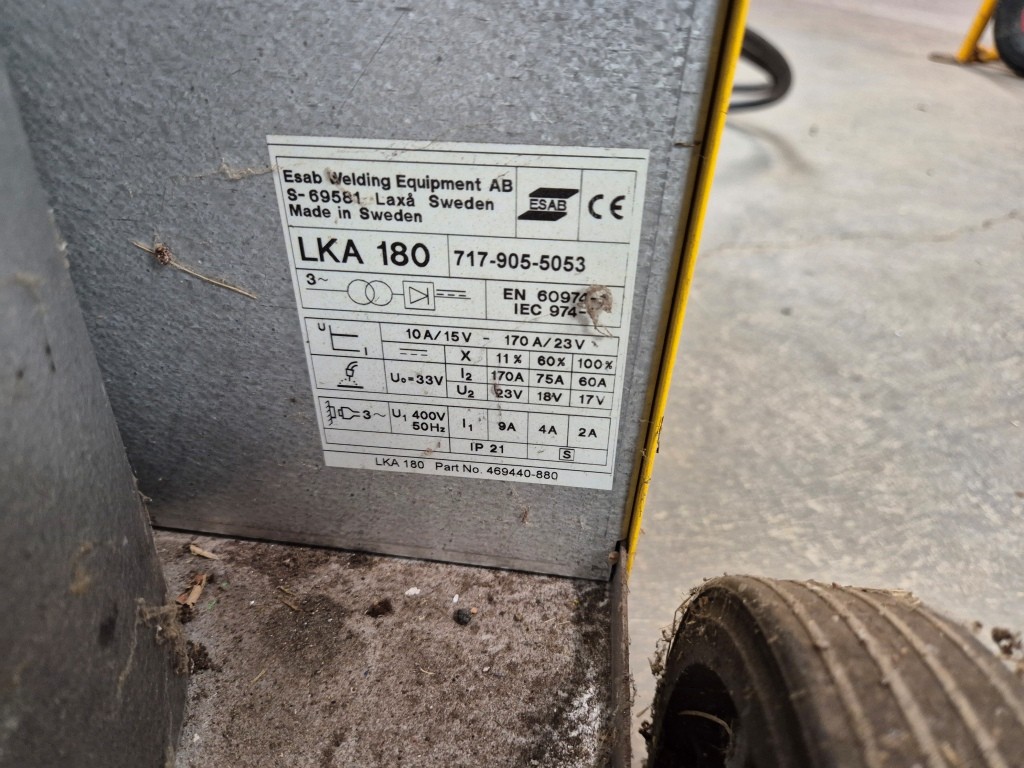 Esab Welding Equipment AB
S-69581 Laxå Sweden
Made in Sweden
ESAB
CE
LKA 180
717-905-5053
3~
EN 60974-
IEC 974-
U
I
10A/15V - 170A/23V
X 11% 60% 100%
U₀=33V
I₂ 170A 75A 60A
U₂ 23V 18V 17V
3~
U₁ 400V
50Hz
I₁ 9A 4A 2A
IP 21
S
LKA 180 Part No. 469440-880